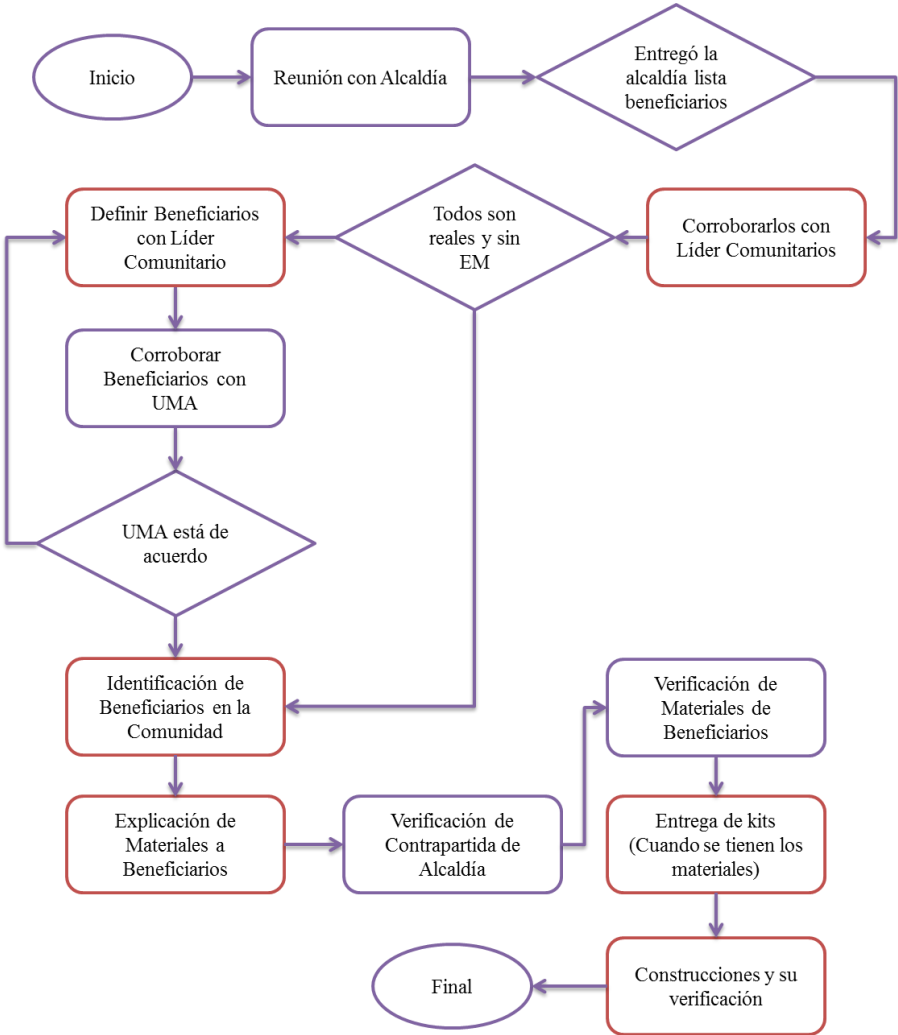 Inicio
Reunión con Alcaldía
Entregó la
alcaldía lista
beneficiarios
Definir Beneficiarios
con Líder
Comunitario
Todos son
reales y sin
EM
Corroborarlos con
Líder Comunitarios
Corroborar
Beneficiarios con
UMA
UMA está de
acuerdo
Identificación de
Beneficiarios en la
Comunidad
Verificación de
Materiales de
Beneficiarios
Explicación de
Materiales a
Beneficiarios
Verificación de
Contrapartida de
Alcaldía
Entrega de kits
(Cuando se tienen los
materiales)
Final
Construcciones y su
verificación